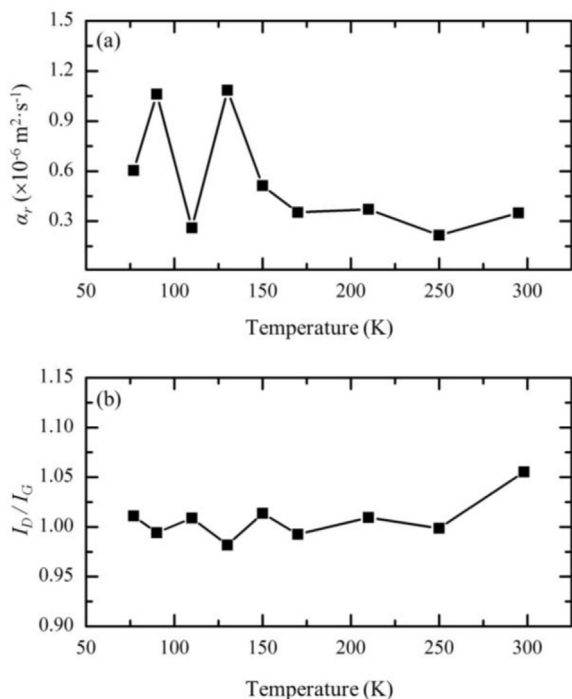 (a)
1.5
1.2
0.9
0.6
0.3
αᵣ (×10⁻⁶ m²·s⁻¹)
50 100 150 200 250 300
Temperature (K)
(b)
1.15
1.10
1.05
1.00
0.95
0.90
I_D / I_G
50 100 150 200 250 300
Temperature (K)